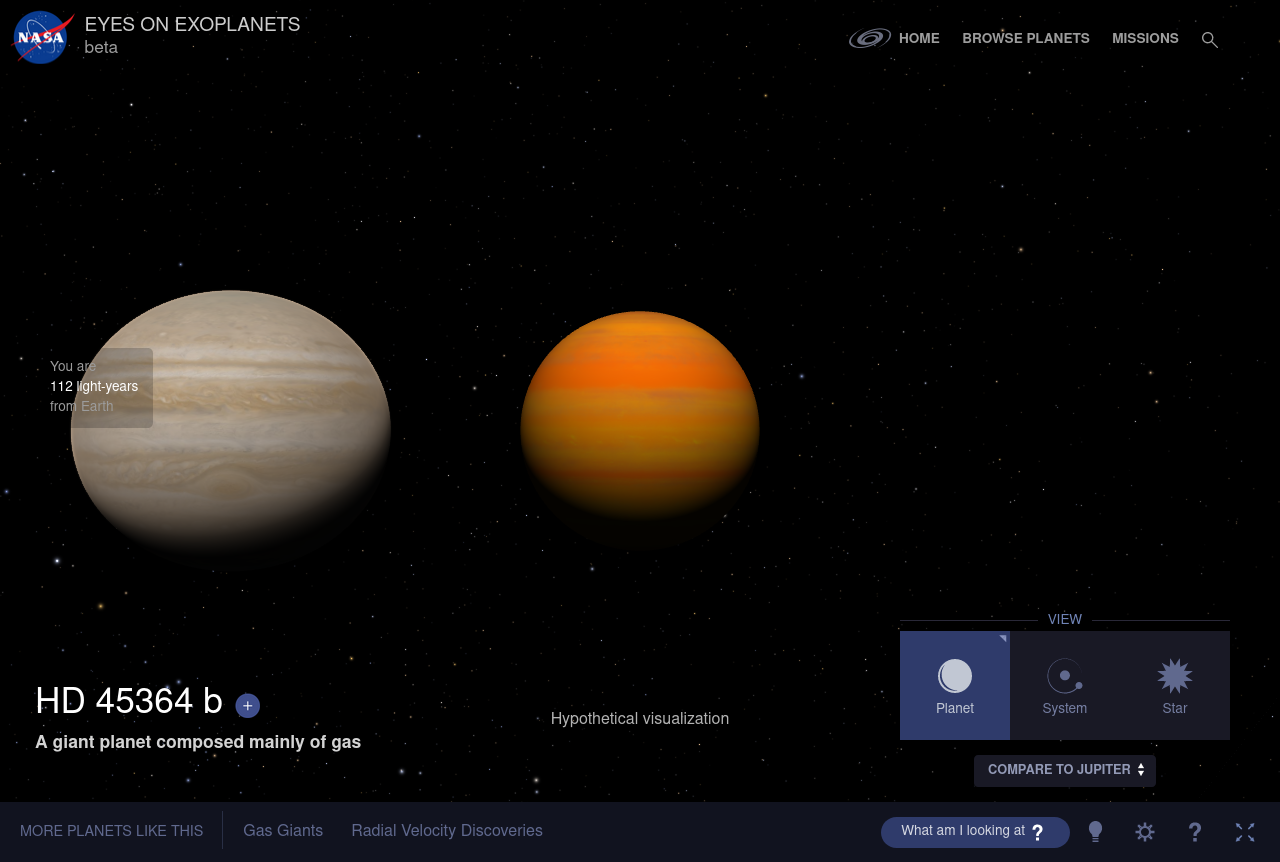 NASA
EYES ON EXOPLANETS
beta
HOME
BROWSE PLANETS
MISSIONS
You are
112 light-years
from Earth
HD 45364 b +
A giant planet composed mainly of gas
Hypothetical visualization
VIEW
Planet
System
Star
COMPARE TO JUPITER
MORE PLANETS LIKE THIS
Gas Giants
Radial Velocity Discoveries
What am I looking at ?
?